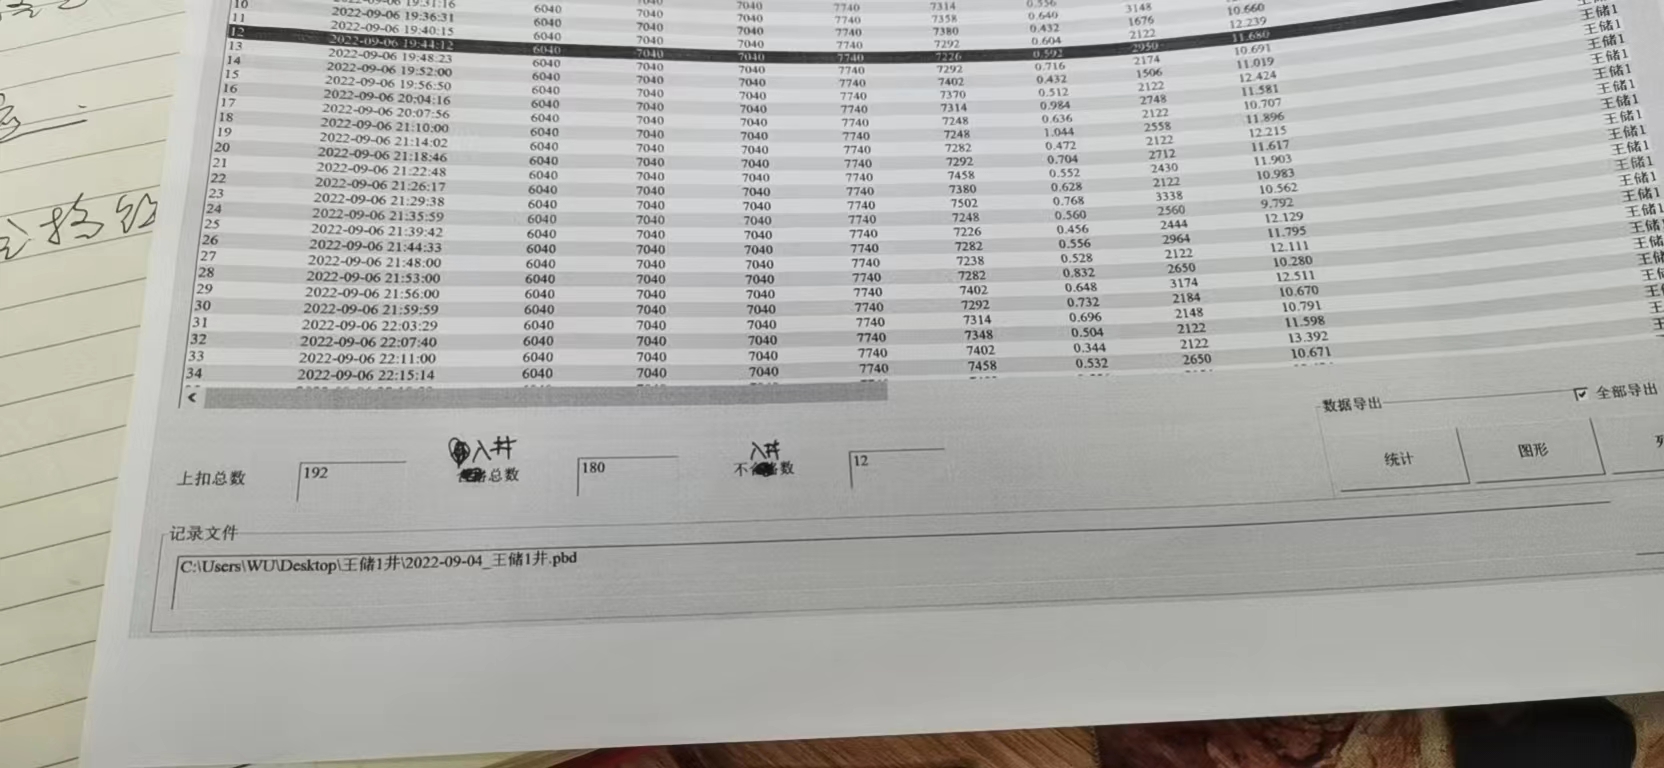 7314 0.556
2022-09-06 19:31:16 6040 7040 7040 7740 7358 0.640 3148
10 2022-09-06 19:36:31 6040 7040 7040 7740 7380 0.432 1676 10.660 王储1
11 2022-09-06 19:40:15 6040 7040 7040 7740 7292 0.604 2122 12.239 王储1
12 2022-09-06 19:44:12 6040 7040 7040 7740 7226 0.592 2950 11.680 王储1
13 2022-09-06 19:48:23 6040 7040 7040 7740 7292 0.716 2174 10.691 王储1
14 2022-09-06 19:52:00 6040 7040 7040 7740 7402 0.432 1506 11.019 王储1
15 2022-09-06 19:56:50 6040 7040 7040 7740 7370 0.512 2122 12.424 王储1
16 2022-09-06 20:04:16 6040 7040 7040 7740 7314 0.984 2748 11.581 王储1
17 2022-09-06 20:07:56 6040 7040 7040 7740 7248 0.636 2122 10.707 王储1
18 2022-09-06 21:10:00 6040 7040 7040 7740 7248 1.044 2558 11.896 王储1
19 2022-09-06 21:14:02 6040 7040 7040 7740 7282 0.472 2122 12.215 王储1
20 2022-09-06 21:18:46 6040 7040 7040 7740 7292 0.704 2712 11.617 王储1
21 2022-09-06 21:22:48 6040 7040 7040 7740 7458 0.552 2430 11.903 王储1
22 2022-09-06 21:26:17 6040 7040 7040 7740 7380 0.628 2122 10.983 王储1
23 2022-09-06 21:29:38 6040 7040 7040 7740 7502 0.768 3338 10.562 王储1
24 2022-09-06 21:35:59 6040 7040 7040 7740 7248 0.560 2560 9.792 王储1
25 2022-09-06 21:39:42 6040 7040 7040 7740 7226 0.456 2444 12.129 王储
26 2022-09-06 21:44:33 6040 7040 7040 7740 7282 0.556 2964 11.795 王储
27 2022-09-06 21:48:00 6040 7040 7040 7740 7238 0.528 2122 12.111 王储
28 2022-09-06 21:53:00 6040 7040 7040 7740 7282 0.832 2650 10.280 王
29 2022-09-06 21:56:00 6040 7040 7040 7740 7402 0.648 3174 12.511 王
30 2022-09-06 21:59:59 6040 7040 7040 7740 7292 0.732 2184 10.670 王
31 2022-09-06 22:03:29 6040 7040 7040 7740 7314 0.696 2148 10.791
32 2022-09-06 22:07:40 6040 7040 7040 7740 7348 0.504 2122 11.598
33 2022-09-06 22:11:00 6040 7040 7040 7740 7402 0.344 2122 13.392
34 2022-09-06 22:15:14 6040 7040 7040 7740 7458 0.532 2650 10.671
数据导出 全部导出
统计 图形
入井 入井
上扣总数 192 总数 180 不 数 12
记录文件
C:\Users\WU\Desktop\王储1井\2022-09-04_王储1井.pbd